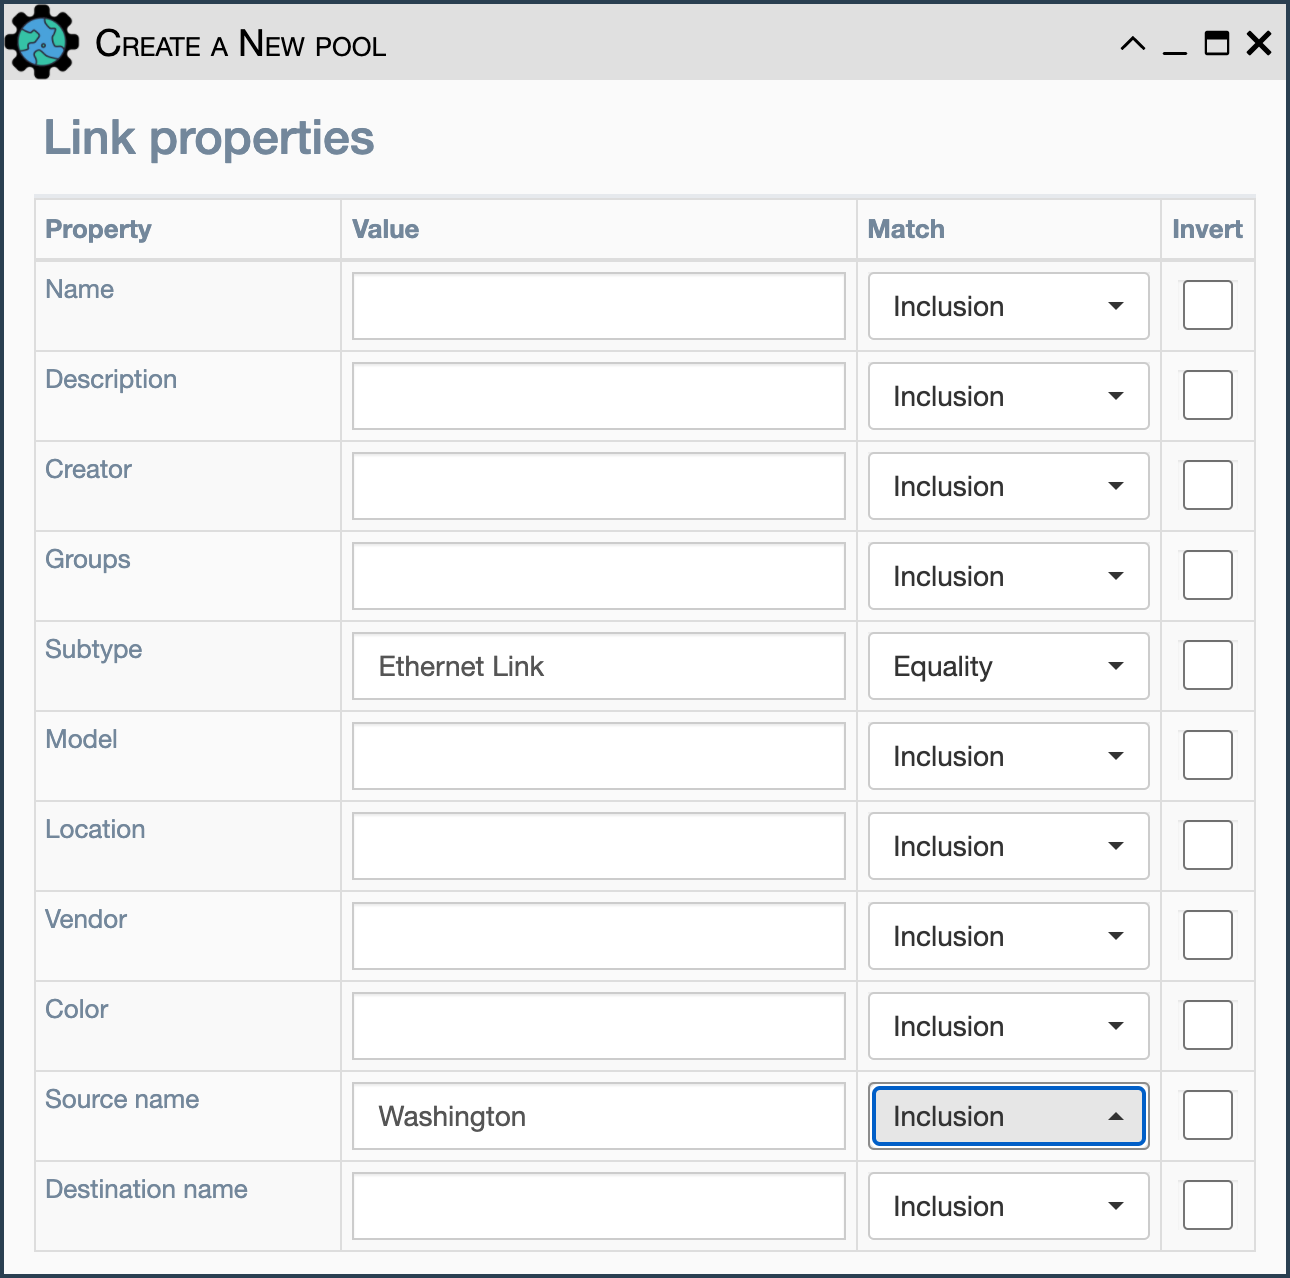 Create a New pool
Link properties
Property Value Match Invert
Name Inclusion
Description Inclusion
Creator Inclusion
Groups Inclusion
Subtype Ethernet Link Equality
Model Inclusion
Location Inclusion
Vendor Inclusion
Color Inclusion
Source name Washington Inclusion
Destination name Inclusion